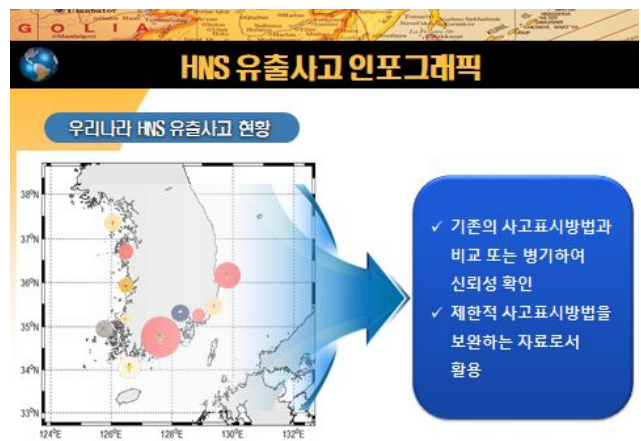 Ulanbator
G O L I A
HNS 유출사고 인포그래픽
우리나라 HNS 유출사고 현황
38°N
37°N
36°N
35°N
34°N
33°N
124°E 126°E 128°E 130°E 132°E
✓ 기존의 사고표시방법과
비교 또는 병기하여
신뢰성 확인
✓ 제한적 사고표시방법을
보완하는 자료로서
활용